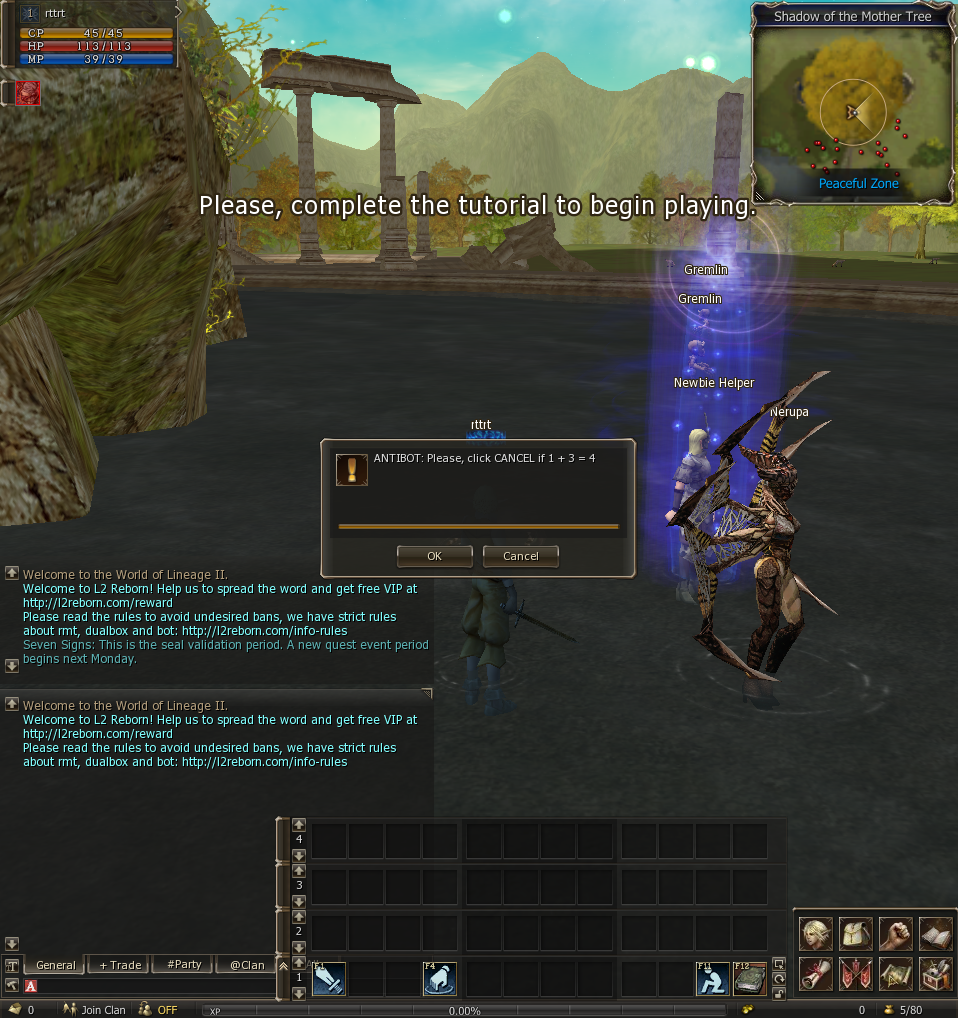 1 rttrt
CP 45/45
HP 113/113
MP 39/39
Shadow of the Mother Tree
Peaceful Zone
Please, complete the tutorial to begin playing.
Gremlin
Gremlin
Newbie Helper
Nerupa
rttrt
ANTIBOT: Please, click CANCEL if 1 + 3 = 4
OK Cancel
Welcome to the World of Lineage II.
Welcome to L2 Reborn! Help us to spread the word and get free VIP at
http://l2reborn.com/reward
Please read the rules to avoid undesired bans, we have strict rules
about rmt, dualbox and bot: http://l2reborn.com/info-rules
Seven Signs: This is the seal validation period. A new quest event period
begins next Monday.
Welcome to the World of Lineage II.
Welcome to L2 Reborn! Help us to spread the word and get free VIP at
http://l2reborn.com/reward
Please read the rules to avoid undesired bans, we have strict rules
about rmt, dualbox and bot: http://l2reborn.com/info-rules
4
3
2
1
F1 F4 F11 F12
General + Trade #Party @Clan
A
0 Join Clan OFF XP 0.00% 0 5/80